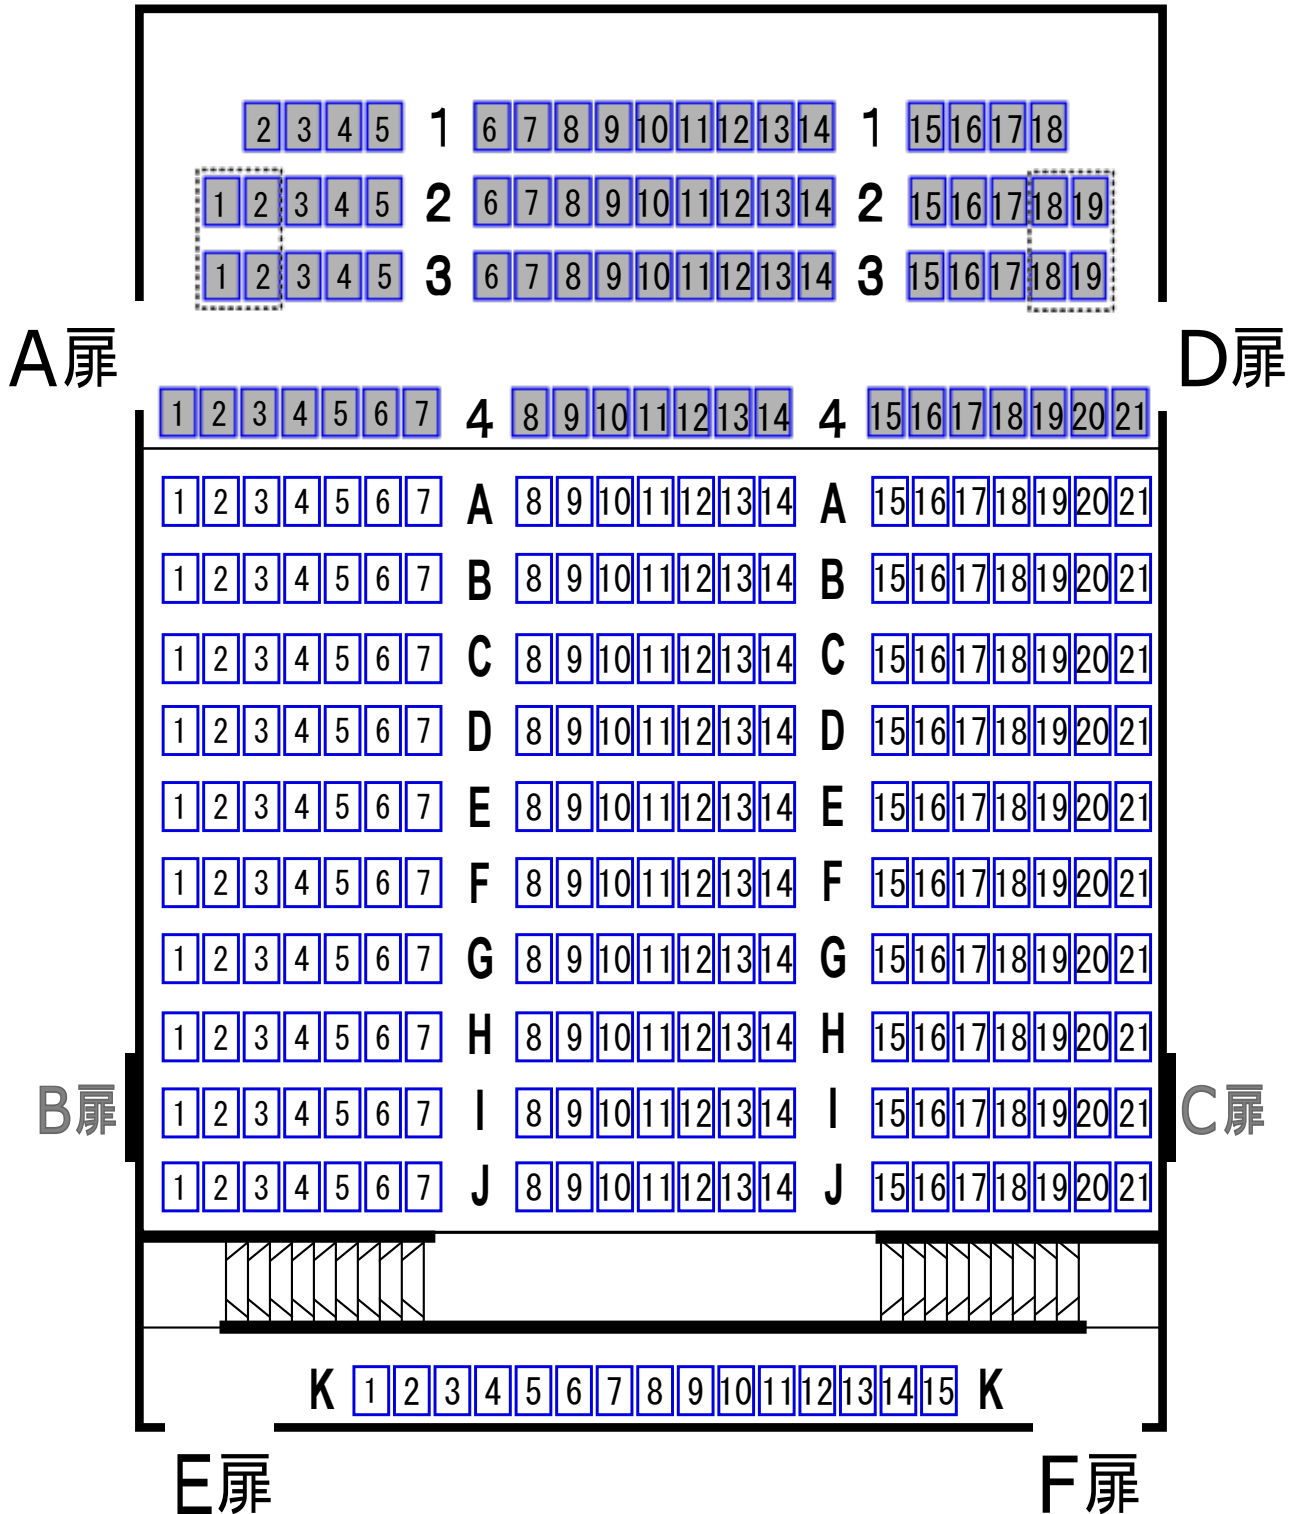 2 3 4 5 1 6 7 8 9 10 11 12 13 14 1 15 16 17 18
1 2 3 4 5 2 6 7 8 9 10 11 12 13 14 2 15 16 17 18 19
1 2 3 4 5 3 6 7 8 9 10 11 12 13 14 3 15 16 17 18 19
A扉 D扉
1 2 3 4 5 6 7 4 8 9 10 11 12 13 14 4 15 16 17 18 19 20 21
1 2 3 4 5 6 7 A 8 9 10 11 12 13 14 A 15 16 17 18 19 20 21
1 2 3 4 5 6 7 B 8 9 10 11 12 13 14 B 15 16 17 18 19 20 21
1 2 3 4 5 6 7 C 8 9 10 11 12 13 14 C 15 16 17 18 19 20 21
1 2 3 4 5 6 7 D 8 9 10 11 12 13 14 D 15 16 17 18 19 20 21
1 2 3 4 5 6 7 E 8 9 10 11 12 13 14 E 15 16 17 18 19 20 21
1 2 3 4 5 6 7 F 8 9 10 11 12 13 14 F 15 16 17 18 19 20 21
1 2 3 4 5 6 7 G 8 9 10 11 12 13 14 G 15 16 17 18 19 20 21
1 2 3 4 5 6 7 H 8 9 10 11 12 13 14 H 15 16 17 18 19 20 21
B扉 1 2 3 4 5 6 7 I 8 9 10 11 12 13 14 I 15 16 17 18 19 20 21 C扉
1 2 3 4 5 6 7 J 8 9 10 11 12 13 14 J 15 16 17 18 19 20 21
K 1 2 3 4 5 6 7 8 9 10 11 12 13 14 15 K
E扉 F扉